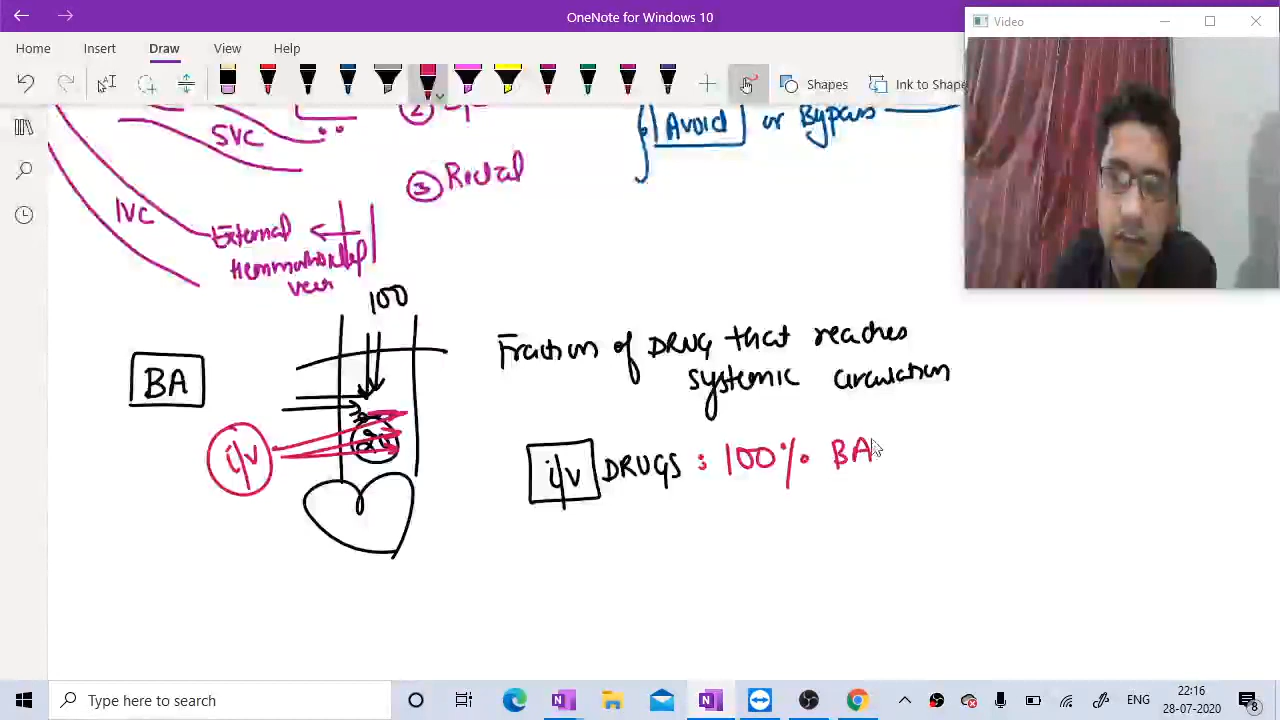 OneNote for Windows 10
Video
Home Insert Draw View Help
Shapes
Ink to Shape
SVC
②
Avoid or Bypass
③ Rectal
IVC
External
vein
100
BA
Fraction of DRUG that reaches
systemic circulation
i/v
i/v DRUGS : 100% BA
Type here to search
ENG
22:16
28-07-2020
8